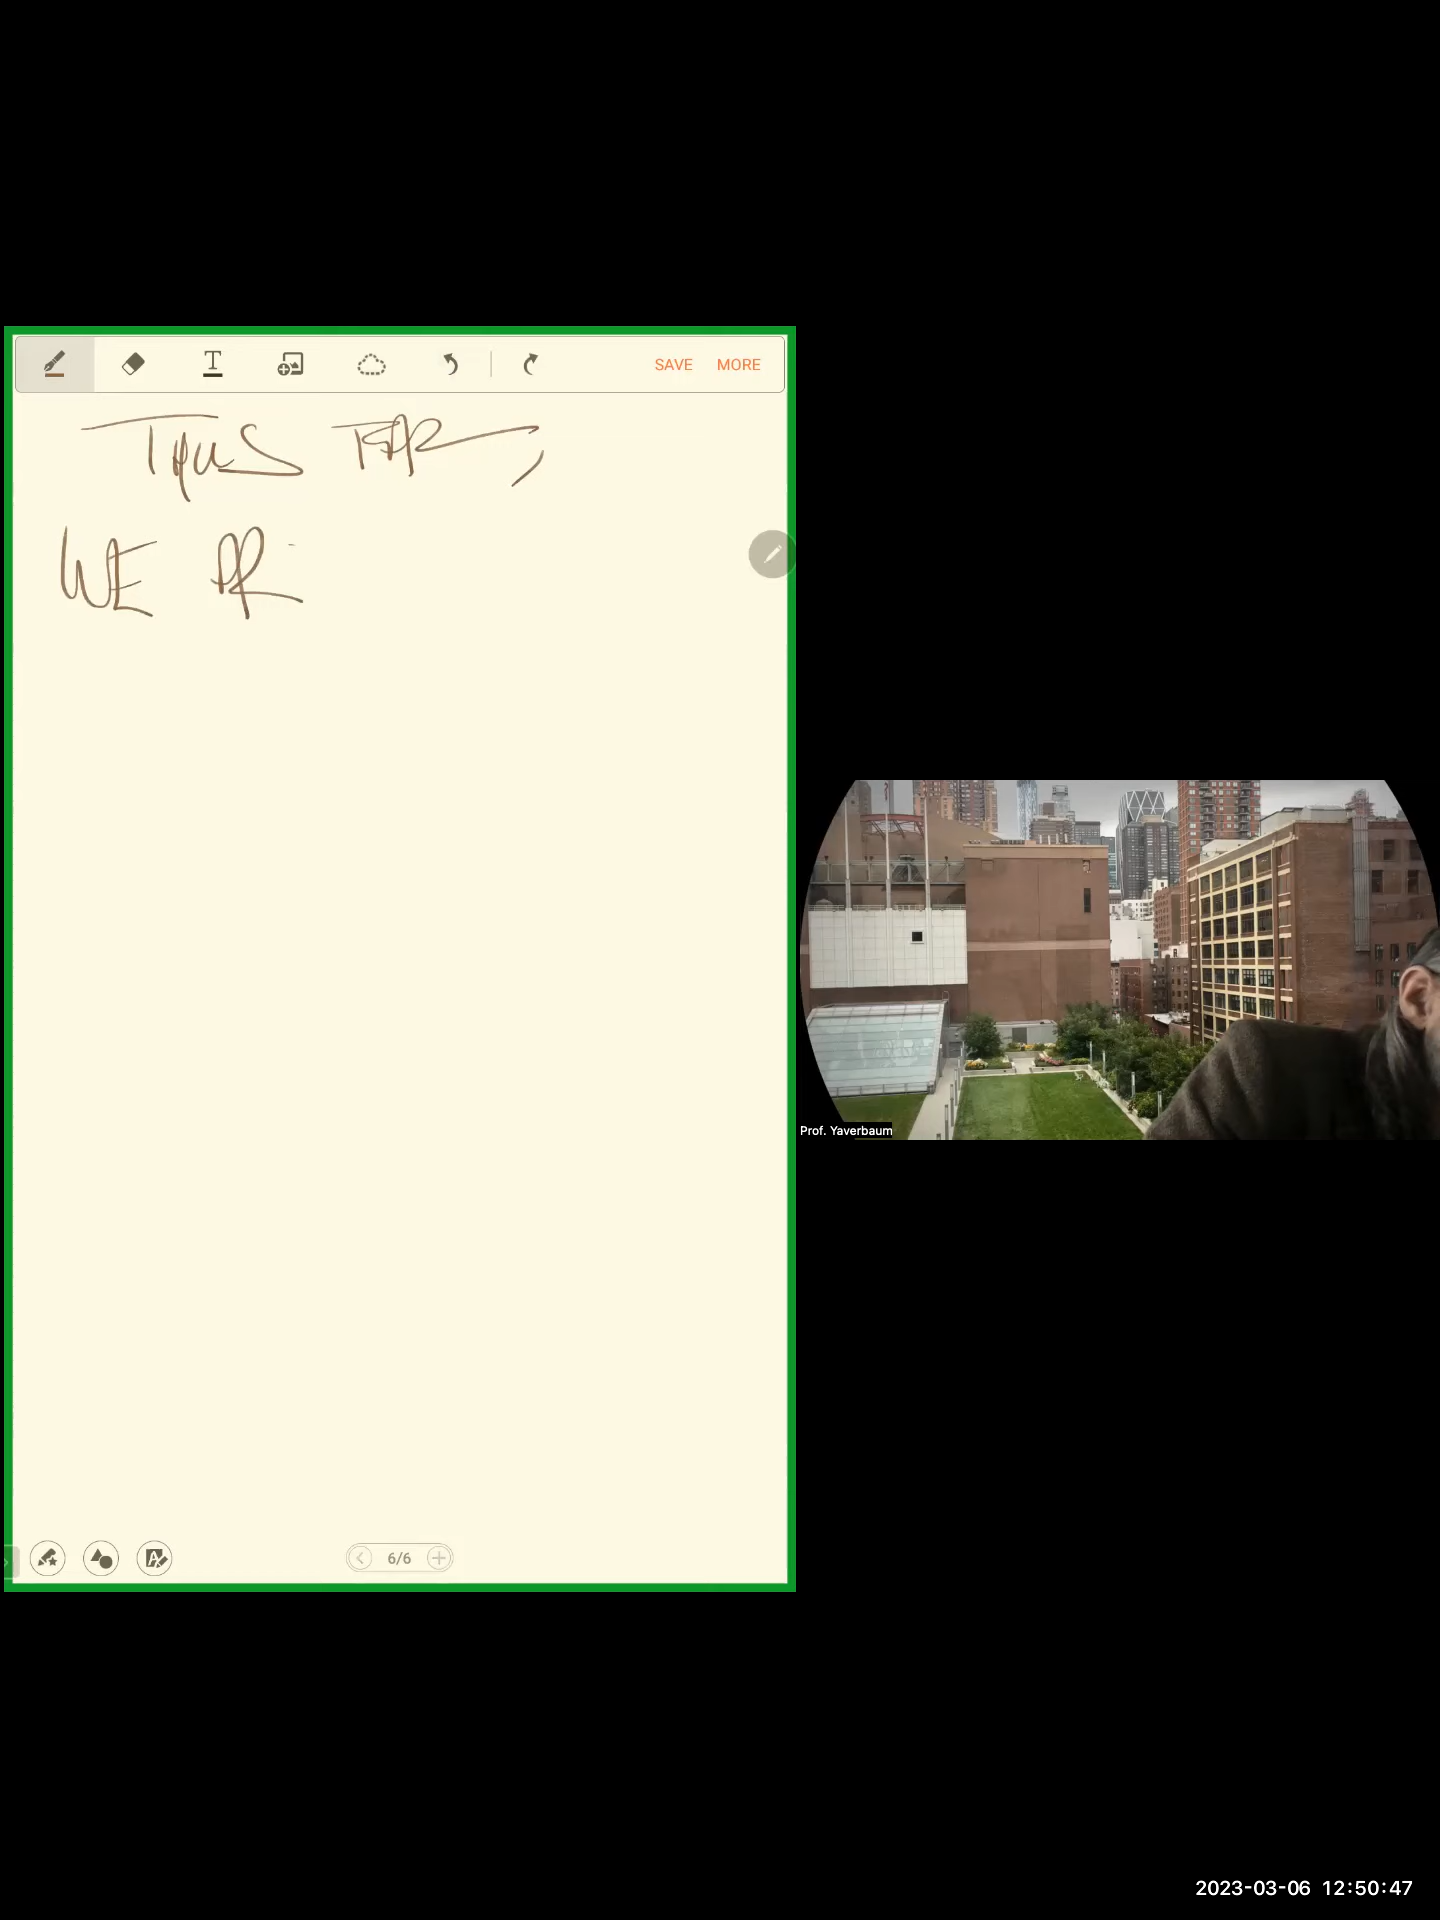 T
SAVE MORE
THUS FAR,
WE AR
A
6/6
Prof. Yaverbaum
2023-03-06 12:50:47